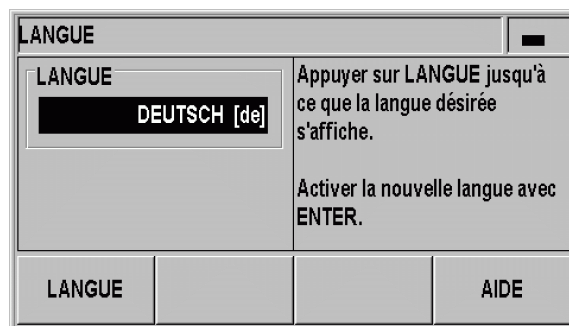 LANGUE
LANGUE
DEUTSCH [de]
Appuyer sur LANGUE jusqu'à
ce que la langue désirée
s'affiche.
Activer la nouvelle langue avec
ENTER.
LANGUE
AIDE